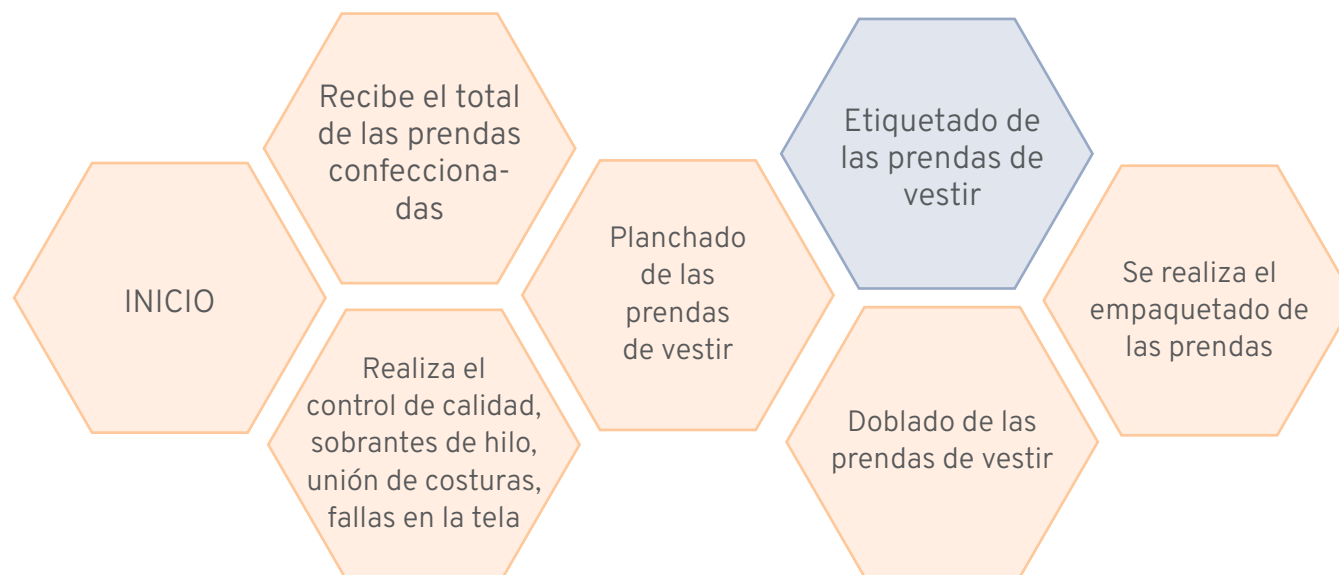 INICIO
Recibe el total
de las prendas
confecciona-
das
Realiza el
control de calidad,
sobrantes de hilo,
unión de costuras,
fallas en la tela
Planchado
de las
prendas
de vestir
Etiquetado de
las prendas de
vestir
Doblado de las
prendas de vestir
Se realiza el
empaquetado de
las prendas